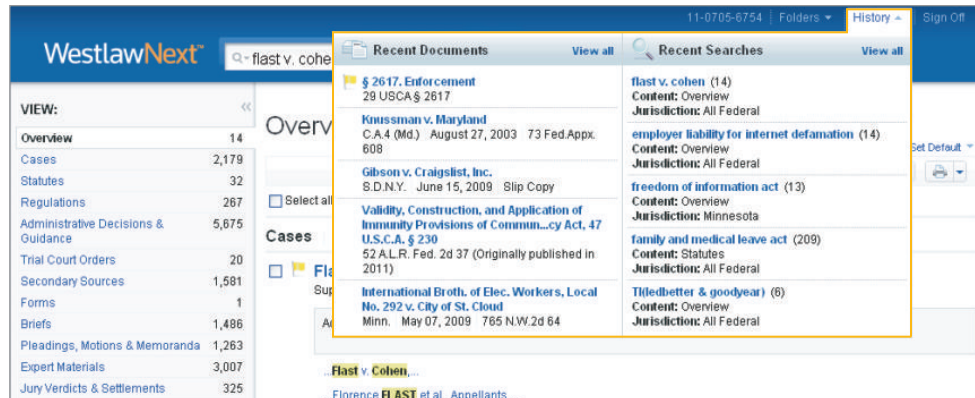 11-0705-6754 Folders History Sign Off
WestlawNext™
flast v. cohe
Recent Documents View all
§ 2617. Enforcement
29 USCA § 2617
Knussman v. Maryland
C.A.4 (Md.) August 27, 2003 73 Fed.Appx.
608
Gibson v. Craigslist, Inc.
S.D.N.Y. June 15, 2009 Slip Copy
Validity, Construction, and Application of
Immunity Provisions of Commun...cy Act, 47
U.S.C.A. § 230
52 A.L.R. Fed. 2d 37 (Originally published in
2011)
International Broth. of Elec. Workers, Local
No. 292 v. City of St. Cloud
Minn. May 07, 2009 765 N.W.2d 64
Recent Searches View all
flast v. cohen (14)
Content: Overview
Jurisdiction: All Federal
employer liability for internet defamation (14)
Content: Overview
Jurisdiction: All Federal
freedom of information act (13)
Content: Overview
Jurisdiction: Minnesota
family and medical leave act (209)
Content: Statutes
Jurisdiction: All Federal
TI(ledbetter & goodyear) (6)
Content: Overview
Jurisdiction: All Federal
VIEW:
Overview 14
Cases 2,179
Statutes 32
Regulations 267
Administrative Decisions & 5,675
Guidance
Trial Court Orders 20
Secondary Sources 1,581
Forms 1
Briefs 1,486
Pleadings, Motions & Memoranda 1,263
Expert Materials 3,007
Jury Verdicts & Settlements 325
Overv
Set Default
Select all
Cases
Fla
Sup
...Flast v. Cohen,...
...Florence FLAST et al., Appellants,...